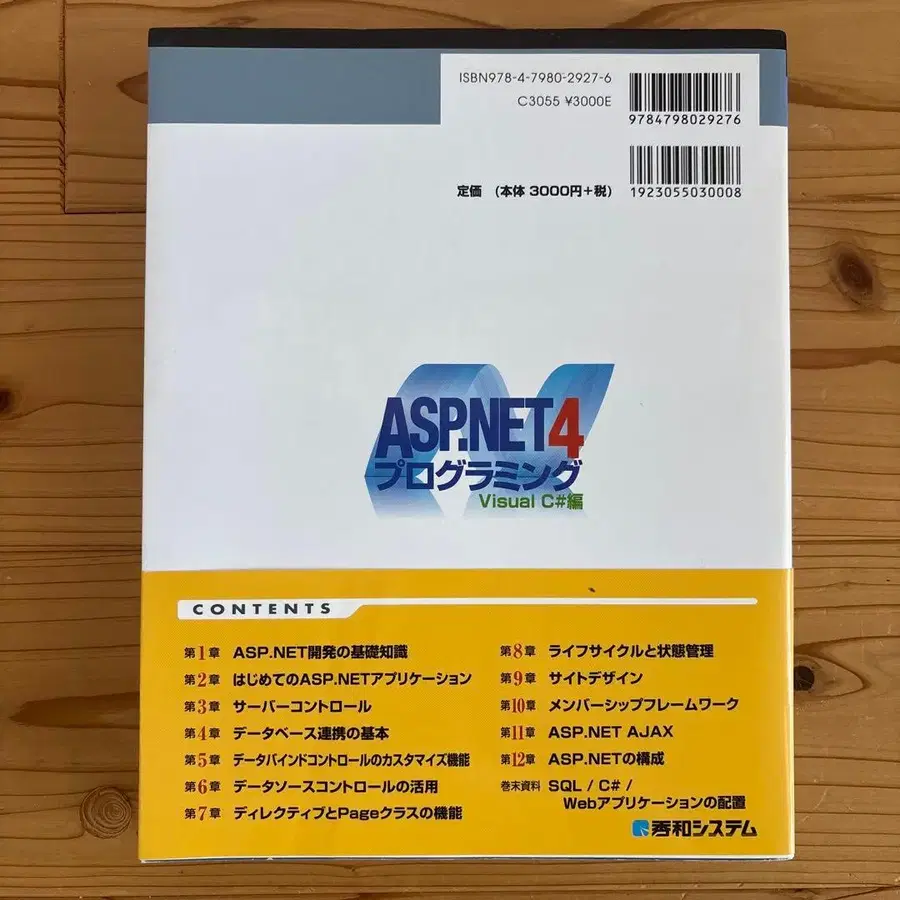 ISBN978-4-7980-2927-6
C3055 ¥3000E
9784798029276
定価 (本体 3000円+税)
1923055030008
ASP.NET4
プログラミング
Visual C#編
CONTENTS
第1章 ASP.NET開発の基礎知識
第2章 はじめてのASP.NETアプリケーション
第3章 サーバーコントロール
第4章 データベース連携の基本
第5章 データバインドコントロールのカスタマイズ機能
第6章 データソースコントロールの活用
第7章 ディレクティブとPageクラスの機能
第8章 ライフサイクルと状態管理
第9章 サイトデザイン
第10章 メンバーシップフレームワーク
第11章 ASP.NET AJAX
第12章 ASP.NETの構成
巻末資料 SQL / C# /
Webアプリケーションの配置
秀和システム